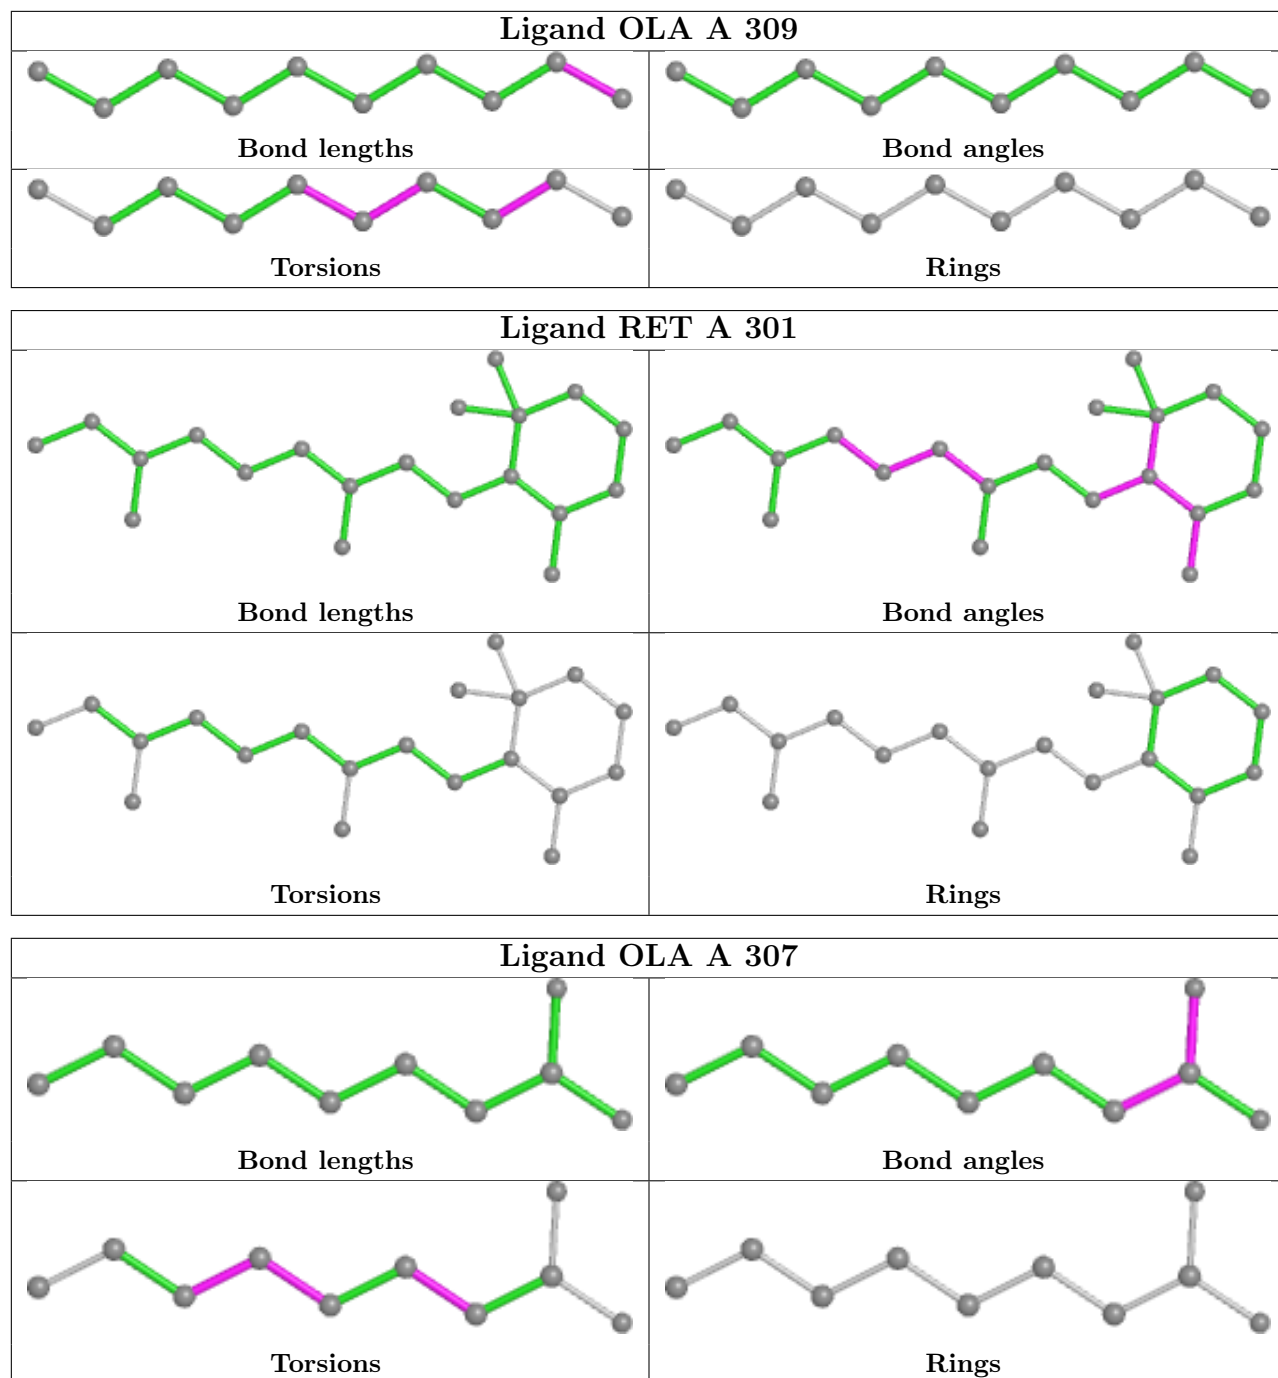 Ligand OLA A 309
Bond lengths
Bond angles
Torsions
Rings
Ligand RET A 301
Bond lengths
Bond angles
Torsions
Rings
Ligand OLA A 307
Bond lengths
Bond angles
Torsions
Rings